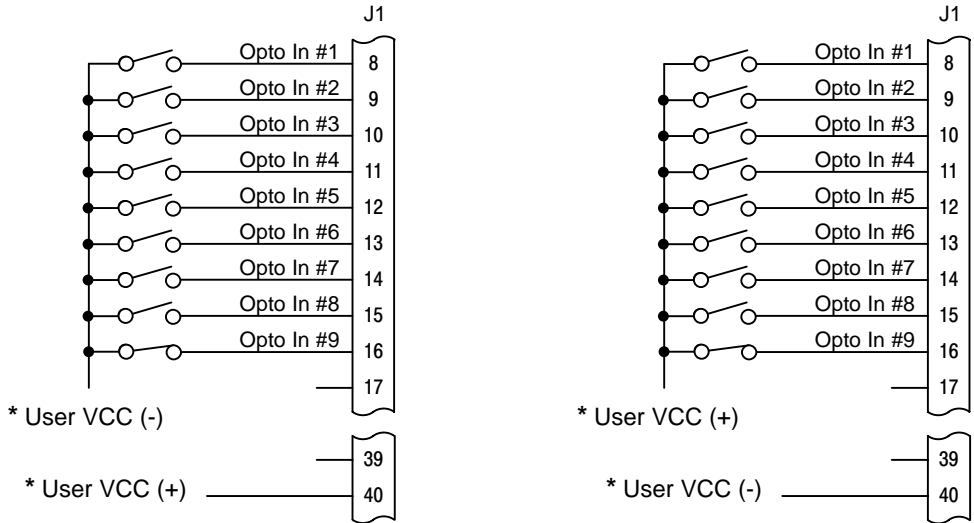 J1
Opto In #1 8
Opto In #2 9
Opto In #3 10
Opto In #4 11
Opto In #5 12
Opto In #6 13
Opto In #7 14
Opto In #8 15
Opto In #9 16
17
* User VCC (-)
39
* User VCC (+) 40
J1
Opto In #1 8
Opto In #2 9
Opto In #3 10
Opto In #4 11
Opto In #5 12
Opto In #6 13
Opto In #7 14
Opto In #8 15
Opto In #9 16
17
* User VCC (+)
39
* User VCC (-) 40